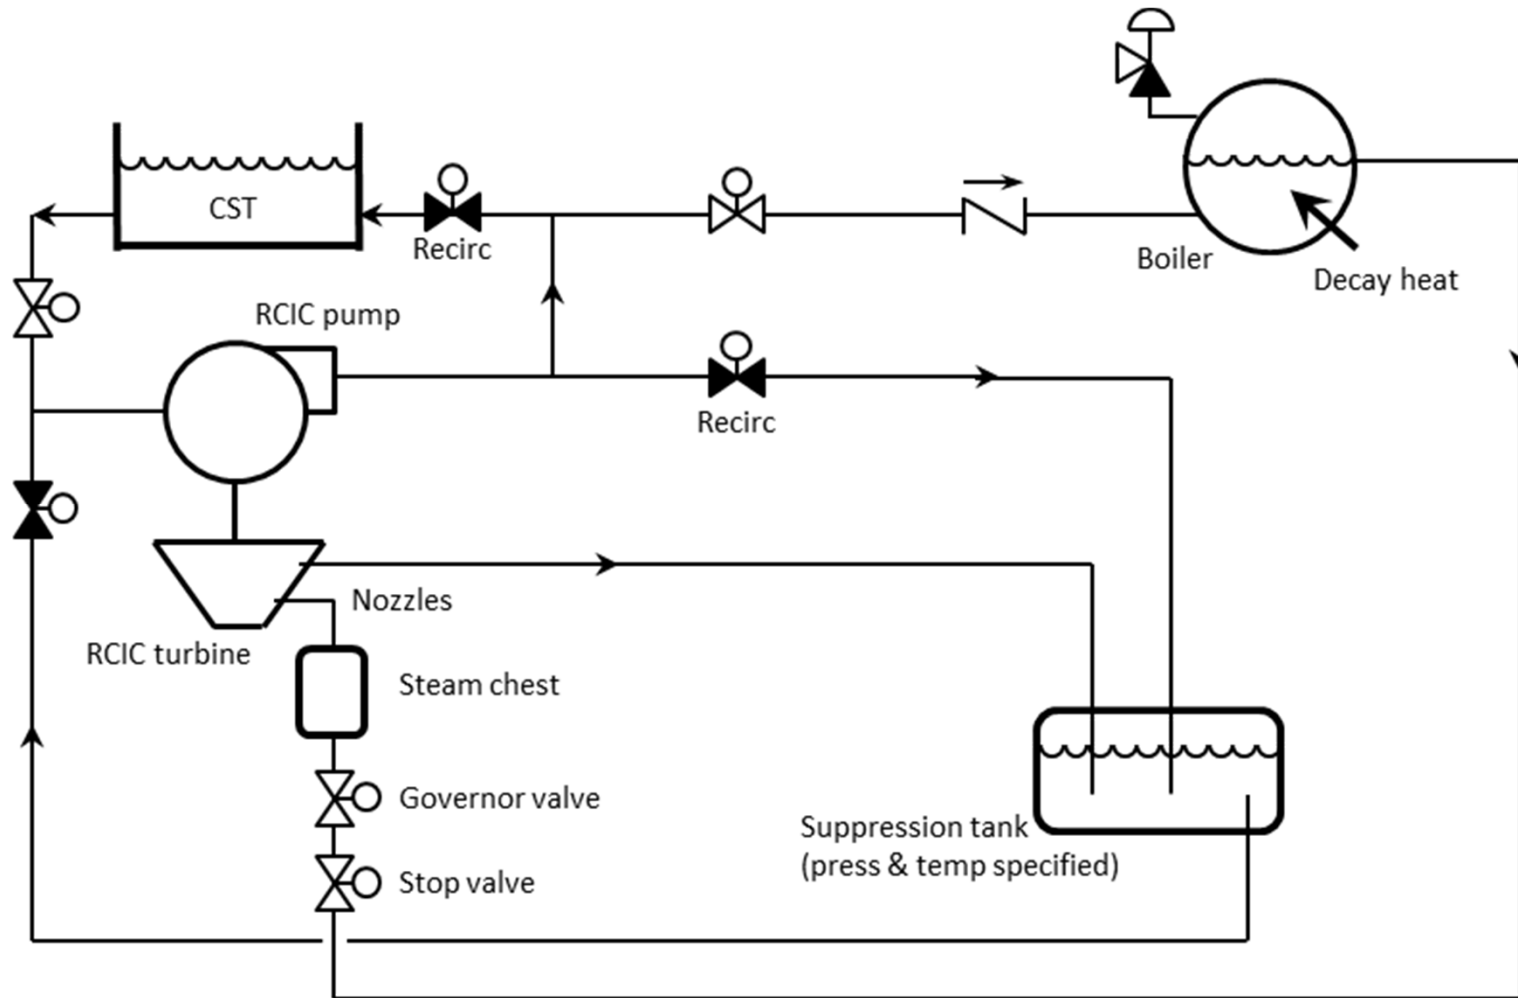 CST
Recirc
Boiler
Decay heat
RCIC pump
Recirc
Nozzles
RCIC turbine
Steam chest
Governor valve
Suppression tank
(press & temp specified)
Stop valve